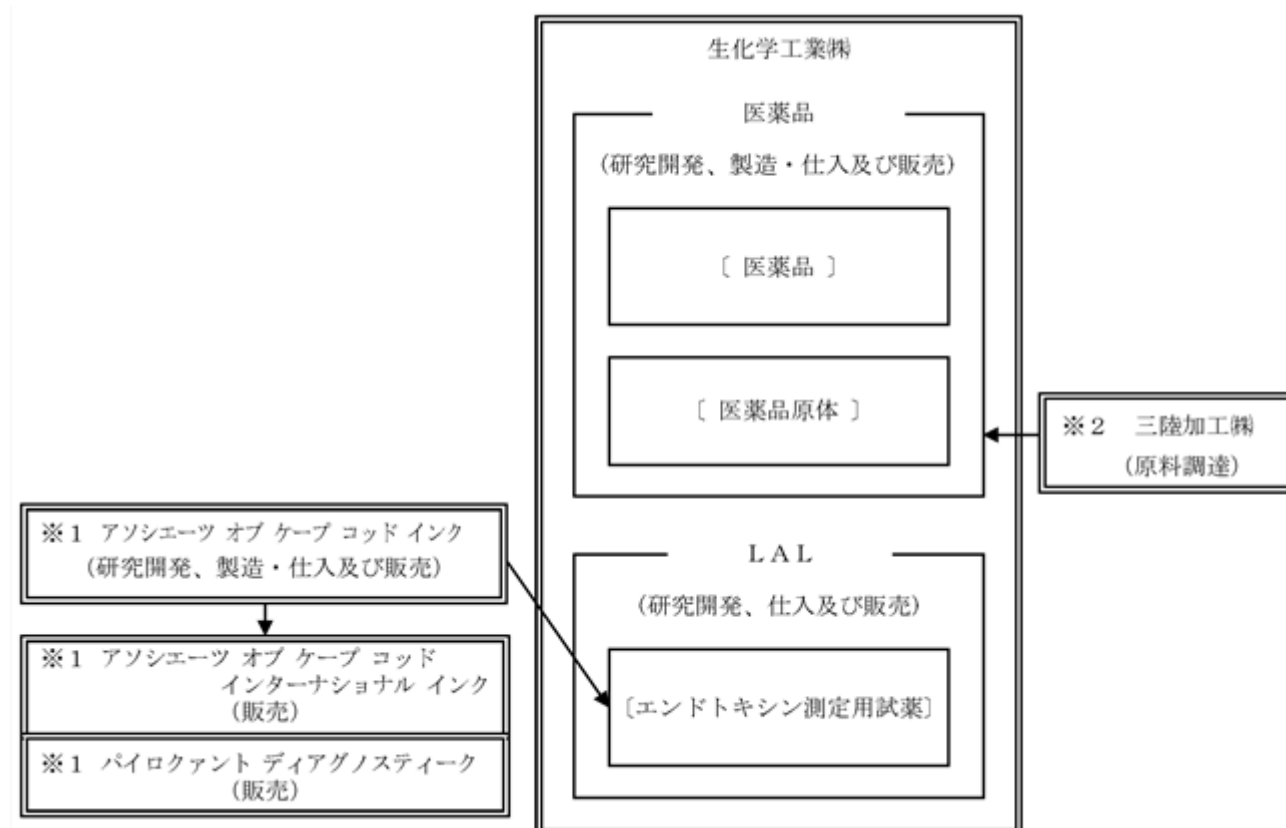 生化学工業㈱
医薬品
(研究開発、製造・仕入及び販売)
〔 医薬品 〕
〔 医薬品原体 〕
※2 三陸加工㈱
(原料調達)
※1 アソシエーツ オブ ケープ コッド インク
(研究開発、製造・仕入及び販売)
※1 アソシエーツ オブ ケープ コッド
インターナショナル インク
(販売)
※1 パイロクァント ディアグノスティーク
(販売)
LAL
(研究開発、仕入及び販売)
〔エンドトキシン測定用試薬〕